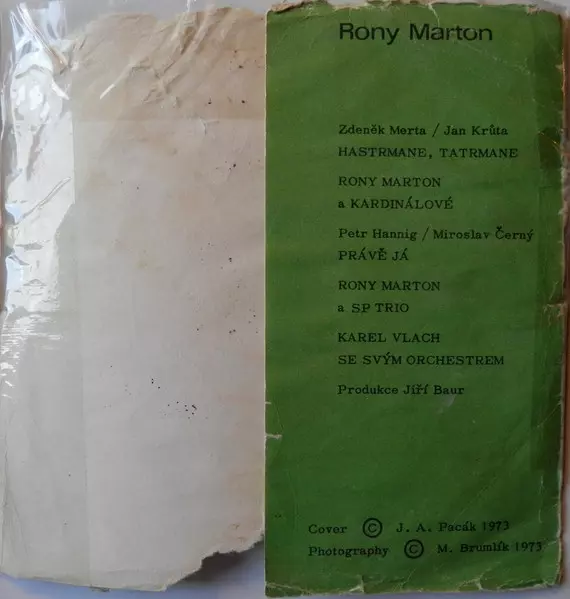 Rony Marton
Zdeněk Merta / Jan Krůta
HASTRMANE, TATRMANE
RONY MARTON
a KARDINÁLOVÉ
Petr Hannig / Miroslav Černý
PRÁVĚ JÁ
RONY MARTON
a SP TRIO
KAREL VLACH
SE SVÝM ORCHESTREM
Produkce Jiří Baur
Cover © J. A. Pacák 1973
Photography © M. Brumlík 1973